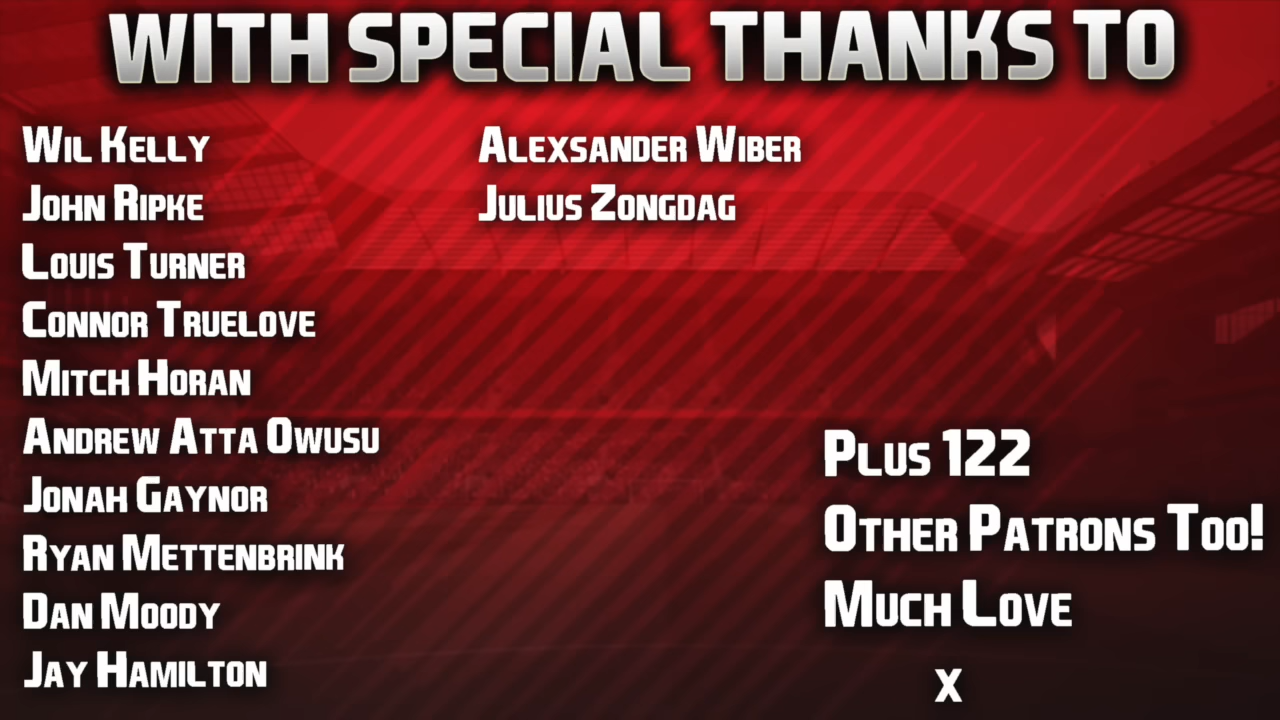 WITH SPECIAL THANKS TO
Wil Kelly
John Ripke
Louis Turner
Connor Truelove
Mitch Horan
Andrew Atta Owusu
Jonah Gaynor
Ryan Mettenbrink
Dan Moody
Jay Hamilton
Alexsander Wiber
Julius Zongdag
Plus 122
Other Patrons Too!
Much Love
x